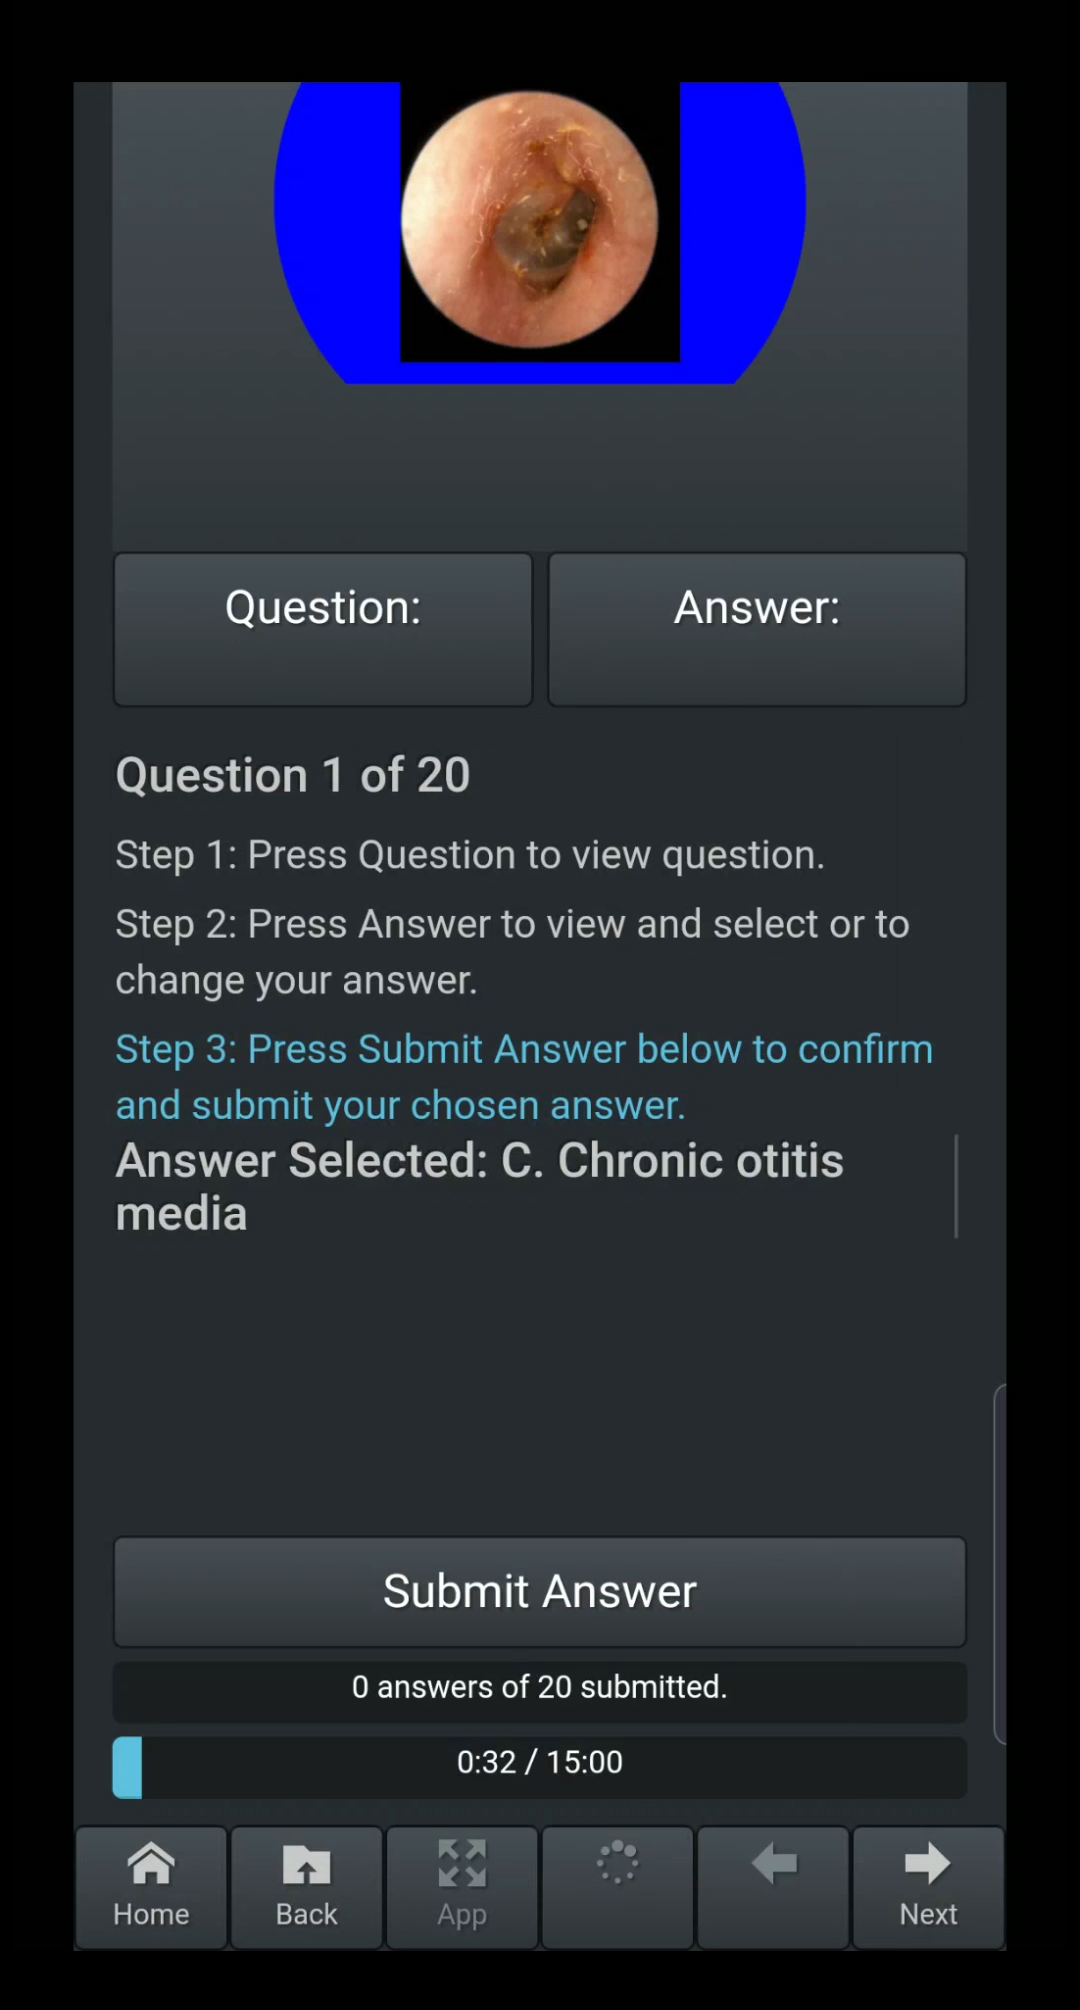 Question:
Answer:
Question 1 of 20
Step 1: Press Question to view question.
Step 2: Press Answer to view and select or to
change your answer.
Step 3: Press Submit Answer below to confirm
and submit your chosen answer.
Answer Selected: C. Chronic otitis
media
Submit Answer
0 answers of 20 submitted.
0:32 / 15:00
Home
Back
App
Next